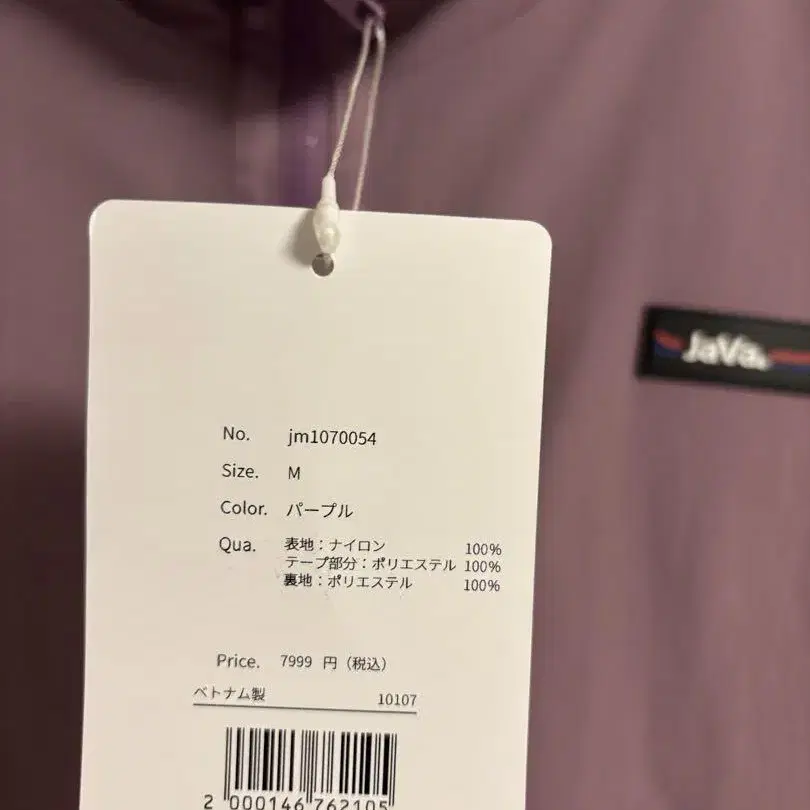 JaVa.
No. jm1070054
Size. M
Color. パープル
Qua. 表地：ナイロン 100%
テープ部分：ポリエステル 100%
裏地：ポリエステル 100%
Price. 7999 円（税込）
ベトナム製 10107
2 000146 762105